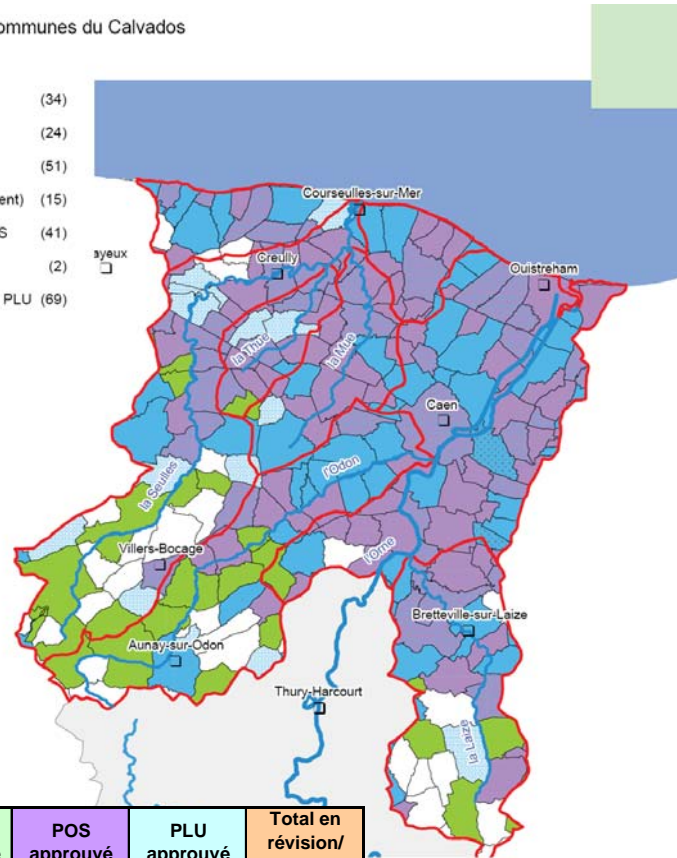 ommunes du Calvados
(34)
(24)
(51)
ent) (15)
S (41)
(2)
PLU (69)
Courseulles-sur-Mer
ayeux
Creully
Ouistreham
la Thue
la Mue
Caen
l'Odon
la Seulles
Villers-Bocage
l'Orne
Bretteville-sur-Laize
Aunay-sur-Odon
Thury-Harcourt
la Laize
POS approuvé
PLU approuvé
Total en révision/